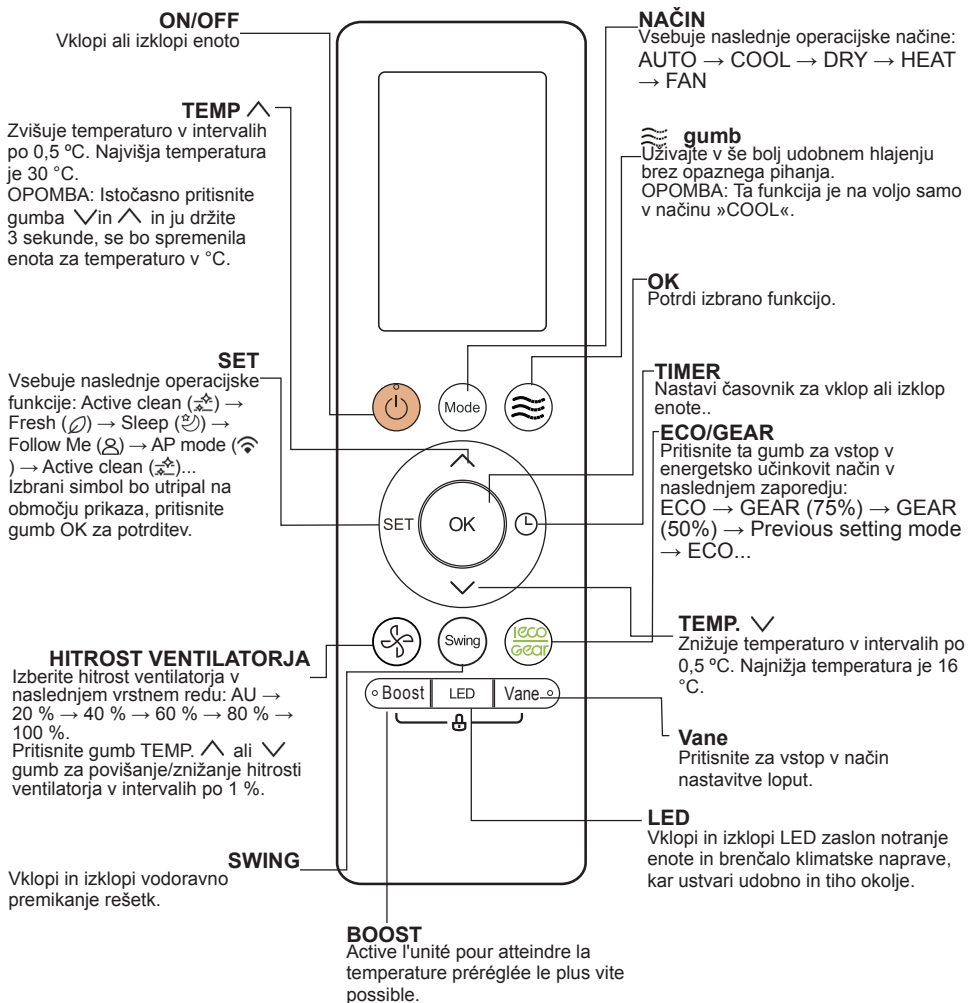 ON/OFF
Vklopi ali izklopi enoto
TEMP
Zvišuje temperaturo v intervalih
po 0,5 ºC. Najvišja temperatura
je 30 °C.
OPOMBA: Istočasno pritisnite
gumba ∨ in ∧ in ju držite
3 sekunde, se bo spremenila
enota za temperaturo v °C.
SET
Vsebuje naslednje operacijske
funkcije: Active clean ( ) →
Fresh ( ) → Sleep ( ) →
Follow Me ( ) → AP mode (
) → Active clean ( )...
Izbrani simbol bo utripal na
območju prikaza, pritisnite
gumb OK za potrditev.
HITROST VENTILATORJA
Izberite hitrost ventilatorja v
naslednjem vrstnem redu: AU →
20 % → 40 % → 60 % → 80 % →
100 %.
Pritisnite gumb TEMP. ∧ ali ∨
gumb za povišanje/znižanje hitrosti
ventilatorja v intervalih po 1 %.
SWING
Vklopi in izklopi vodoravno
premikanje rešetk.
Mode
SET
OK
Swing
ieco
Gear
Boost
LED
Vane
BOOST
Active l'unité pour atteindre la
temperature préréglée le plus vite
possible.
NAČIN
Vsebuje naslednje operacijske načine:
AUTO → COOL → DRY → HEAT
→ FAN
gumb
Uživajte v še bolj udobnem hlajenju
brez opaznega pihanja.
OPOMBA: Ta funkcija je na voljo samo
v načinu »COOL«.
OK
Potrdi izbrano funkcijo.
TIMER
Nastavi časovnik za vklop ali izklop
enote..
ECO/GEAR
Pritisnite ta gumb za vstop v
energetsko učinkovit način v
naslednjem zaporedju:
ECO → GEAR (75%) → GEAR
(50%) → Previous setting mode
→ ECO...
TEMP. ∨
Znižuje temperaturo v intervalih po
0,5 ºC. Najnižja temperatura je 16
°C.
Vane
Pritisnite za vstop v način
nastavitve loput.
LED
Vklopi in izklopi LED zaslon notranje
enote in brenčalo klimatske naprave,
kar ustvari udobno in tiho okolje.